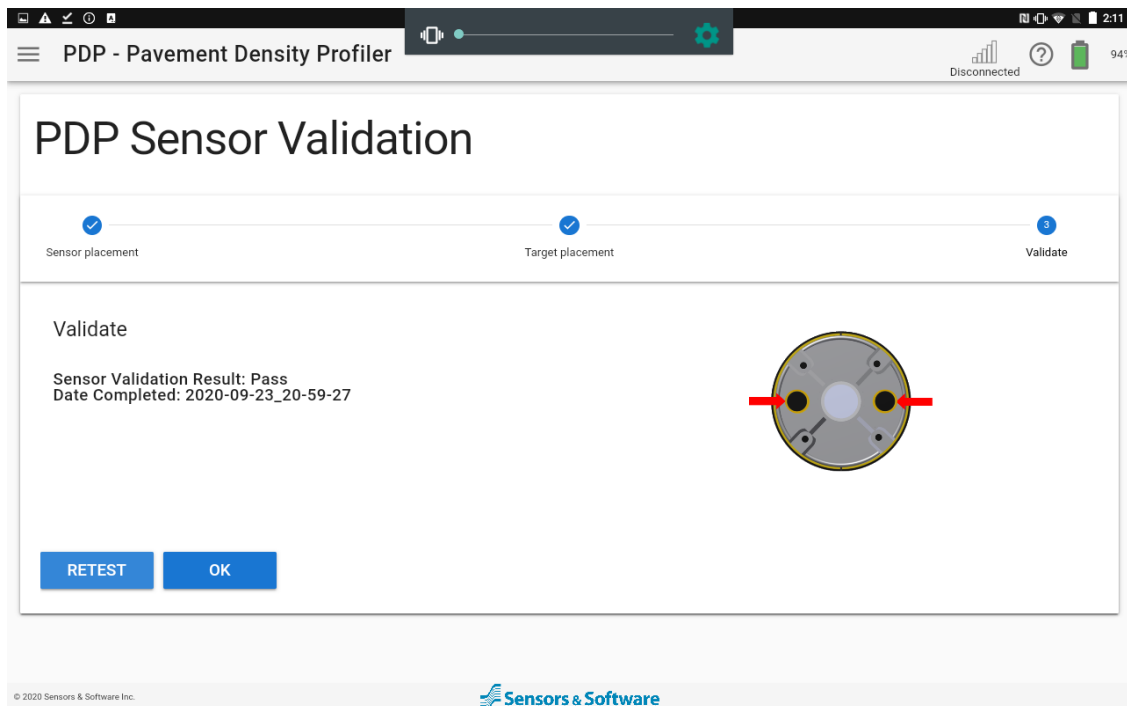 2:11
PDP - Pavement Density Profiler
Disconnected
94%
PDP Sensor Validation
3
Sensor placement
Target placement
Validate
Validate
Sensor Validation Result: Pass
Date Completed: 2020-09-23_20-59-27
RETEST
OK
© 2020 Sensors & Software Inc.
Sensors & Software